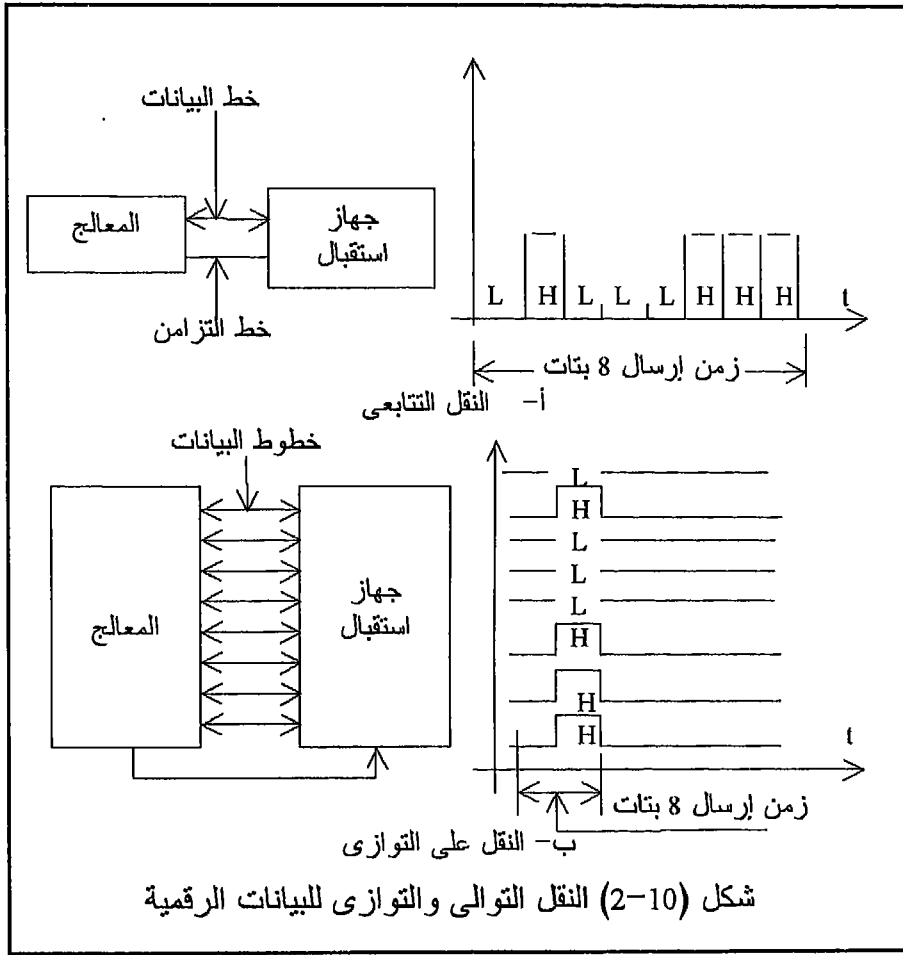 خط البيانات
المعالج
جهاز
استقبال
خط التزامن
L H L L L H H H t
زمن إرسال 8 بتات
أ- النقل التتابعى
خطوط البيانات
المعالج
جهاز
استقبال
L
H
L
L
L
H
H
H
t
زمن إرسال 8 بتات
ب- النقل على التوازى
شكل (10-2) النقل التوالى والتوازى للبيانات الرقمية